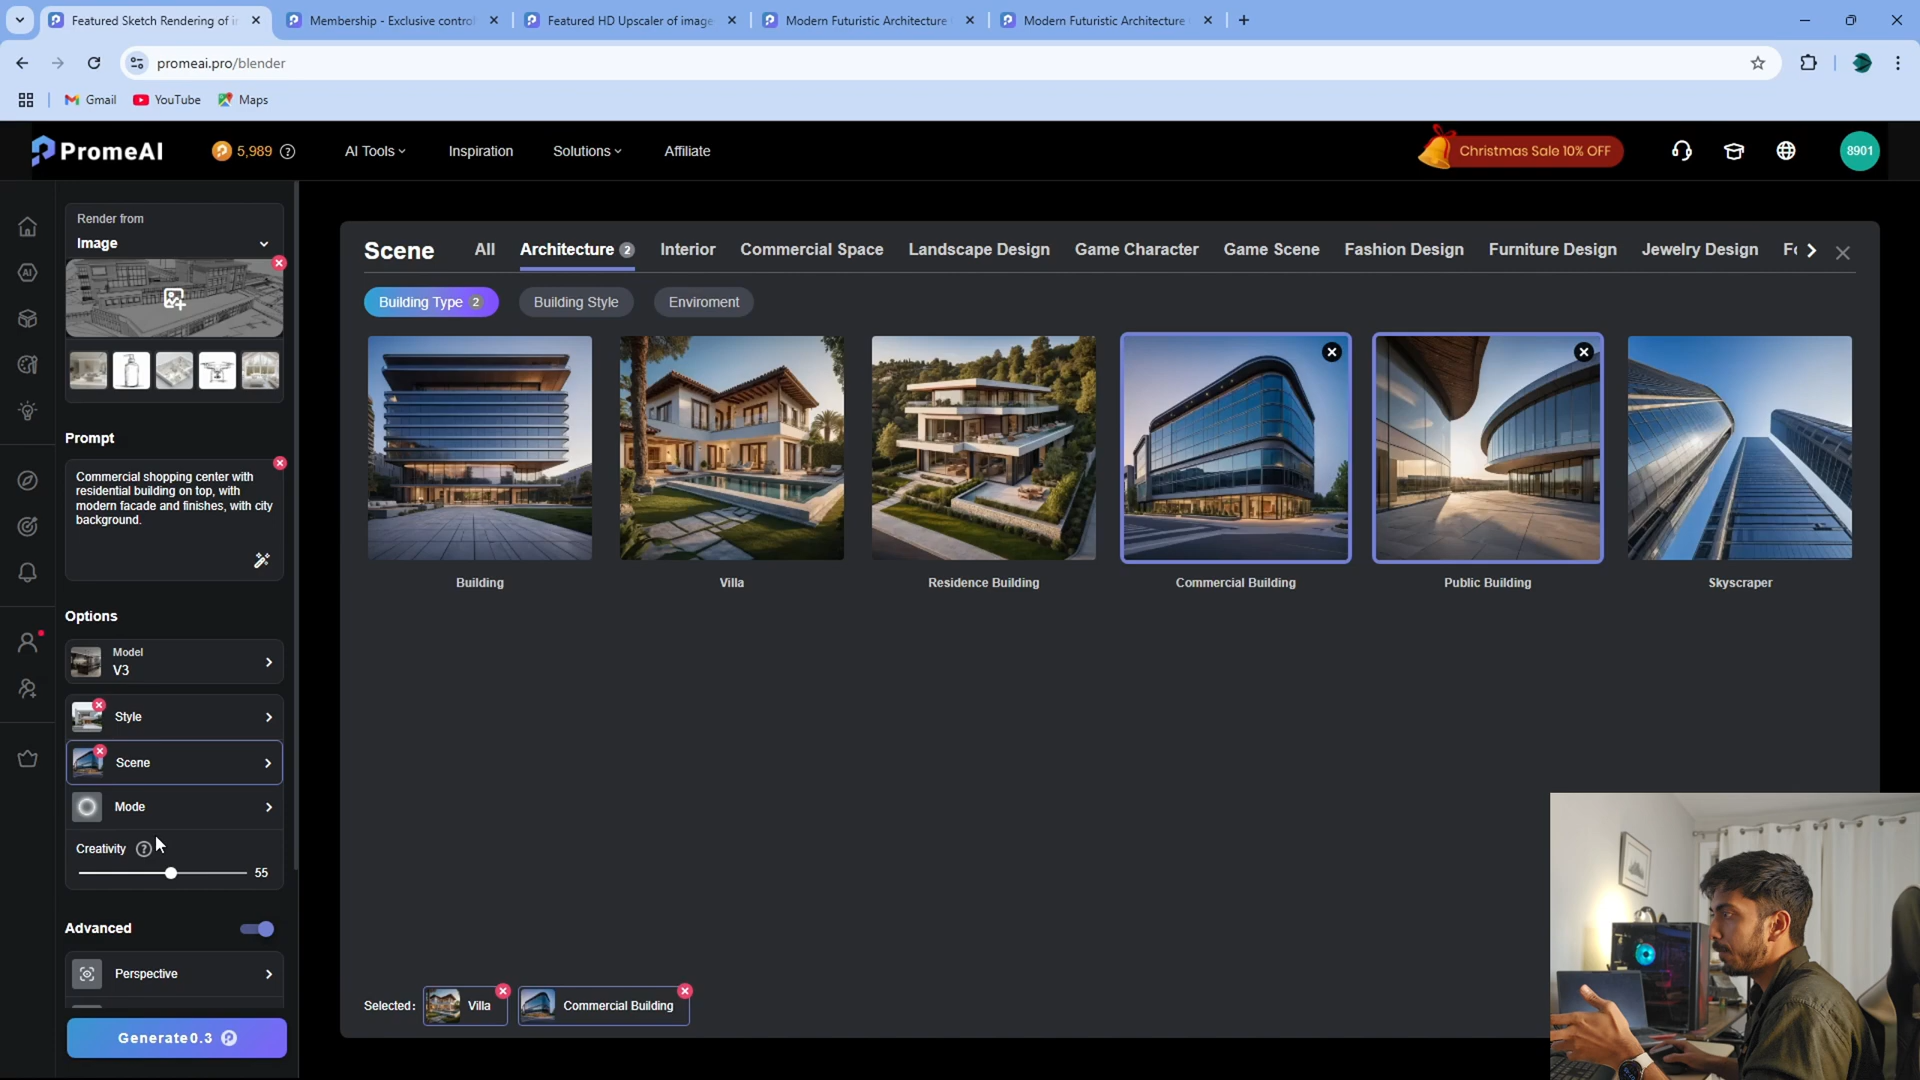 Featured Sketch Rendering of i
Membership - Exclusive control
Featured HD Upscaler of image
Modern Futuristic Architecture
Modern Futuristic Architecture
promeai.pro/blender
Gmail
YouTube
Maps
PromeAI
5,989
AI Tools
Inspiration
Solutions
Affiliate
Christmas Sale 10% OFF
8901
Render from
Image
Prompt
Commercial shopping center with
residential building on top, with
modern facade and finishes, with city
background.
Options
Model
V3
Style
Scene
Mode
Creativity ?
55
Advanced
Perspective
Generate0.3
Scene
All
Architecture 2
Interior
Commercial Space
Landscape Design
Game Character
Game Scene
Fashion Design
Furniture Design
Jewelry Design
Building Type 2
Building Style
Enviroment
Building
Villa
Residence Building
Commercial Building
Public Building
Skyscraper
Selected:
Villa
Commercial Building